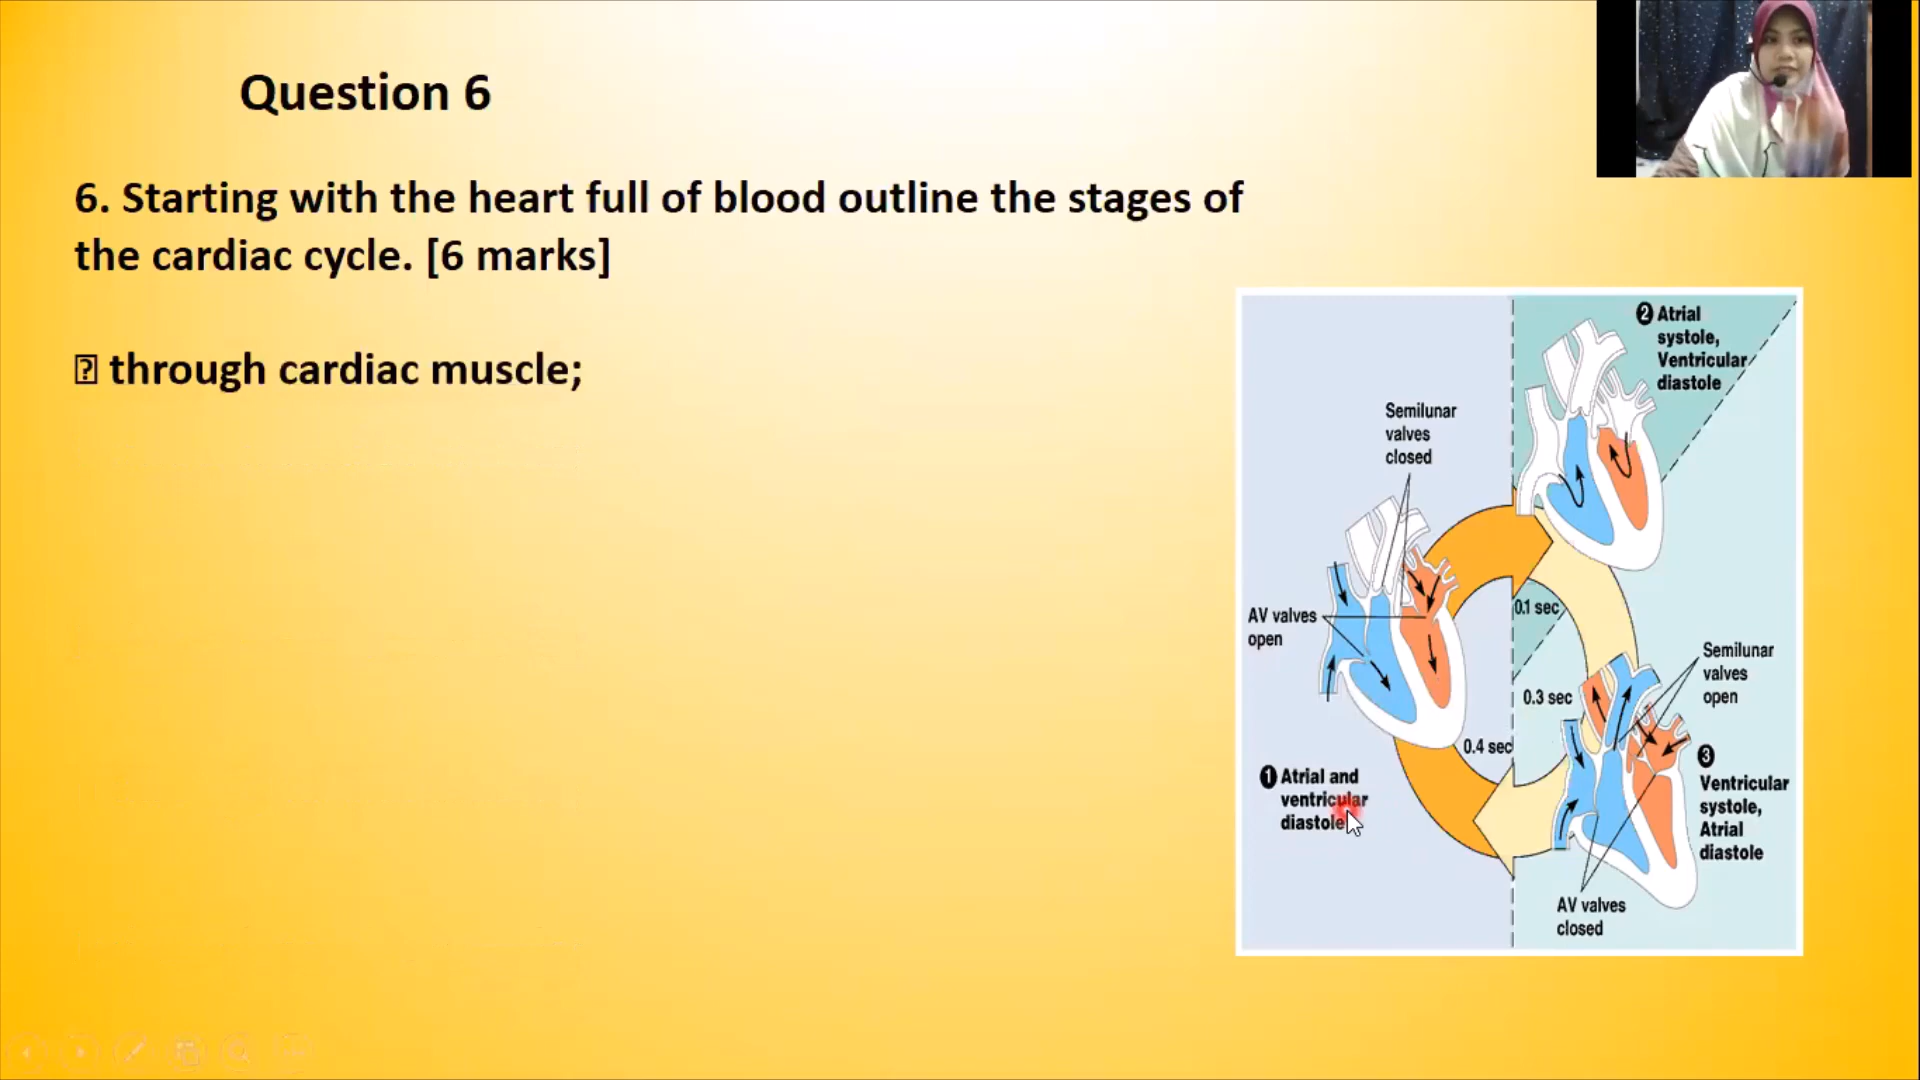 Question 6
6. Starting with the heart full of blood outline the stages of
the cardiac cycle. [6 marks]
through cardiac muscle;
2 Atrial
systole,
Ventricular
diastole
Semilunar
valves
closed
AV valves
open
0.1 sec
Semilunar
valves
open
0.3 sec
0.4 sec
1 Atrial and
ventricular
diastole
3
Ventricular
systole,
Atrial
diastole
AV valves
closed